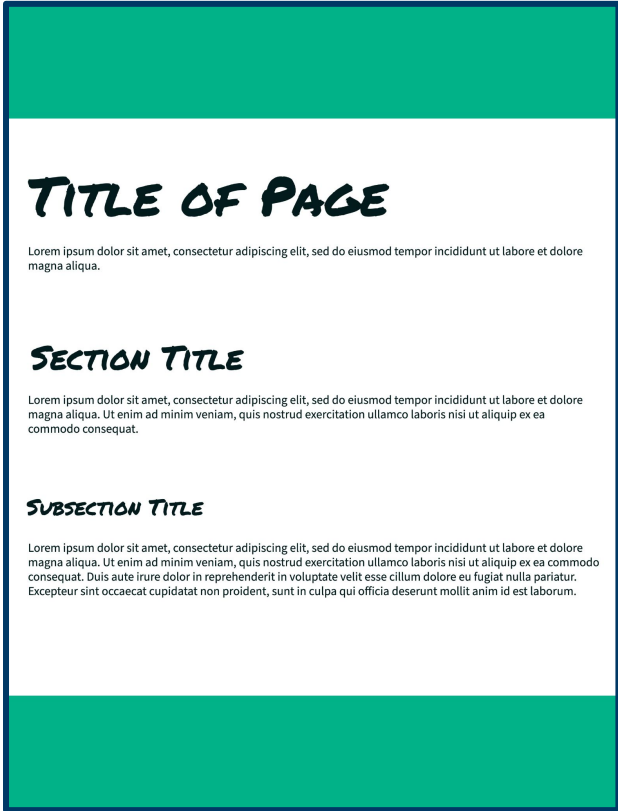 Title of Page
Lorem ipsum dolor sit amet, consectetur adipiscing elit, sed do eiusmod tempor incididunt ut labore et dolore
magna aliqua.
Section Title
Lorem ipsum dolor sit amet, consectetur adipiscing elit, sed do eiusmod tempor incididunt ut labore et dolore
magna aliqua. Ut enim ad minim veniam, quis nostrud exercitation ullamco laboris nisi ut aliquip ex ea
commodo consequat.
Subsection Title
Lorem ipsum dolor sit amet, consectetur adipiscing elit, sed do eiusmod tempor incididunt ut labore et dolore
magna aliqua. Ut enim ad minim veniam, quis nostrud exercitation ullamco laboris nisi ut aliquip ex ea commodo
consequat. Duis aute irure dolor in reprehenderit in voluptate velit esse cillum dolore eu fugiat nulla pariatur.
Excepteur sint occaecat cupidatat non proident, sunt in culpa qui officia deserunt mollit anim id est laborum.